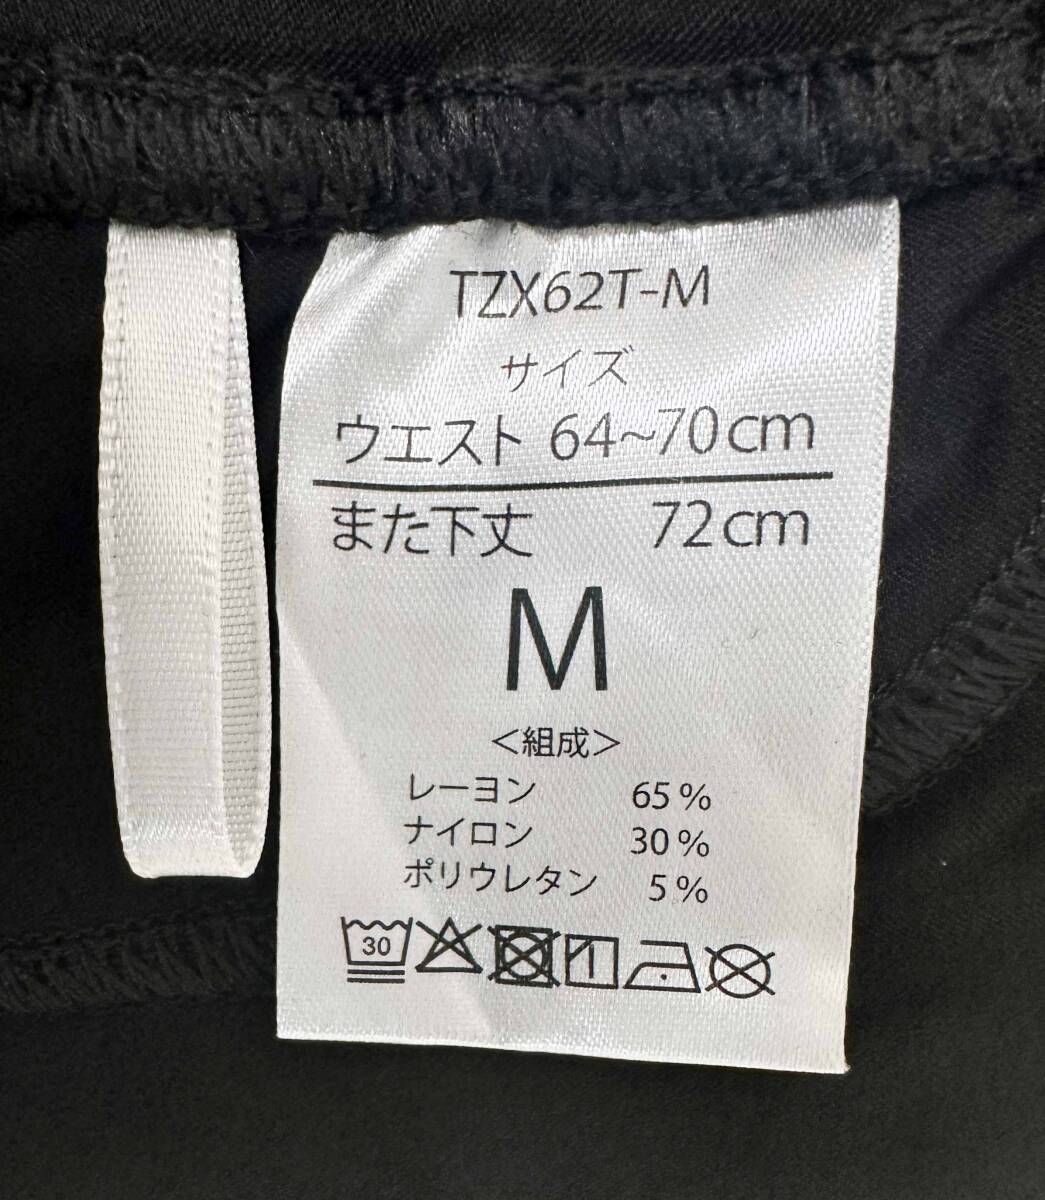 TZX62T-M
サイズ
ウエスト 64~70cm
また下丈 72cm
M
<組成>
レーヨン 65%
ナイロン 30%
ポリウレタン 5%
30